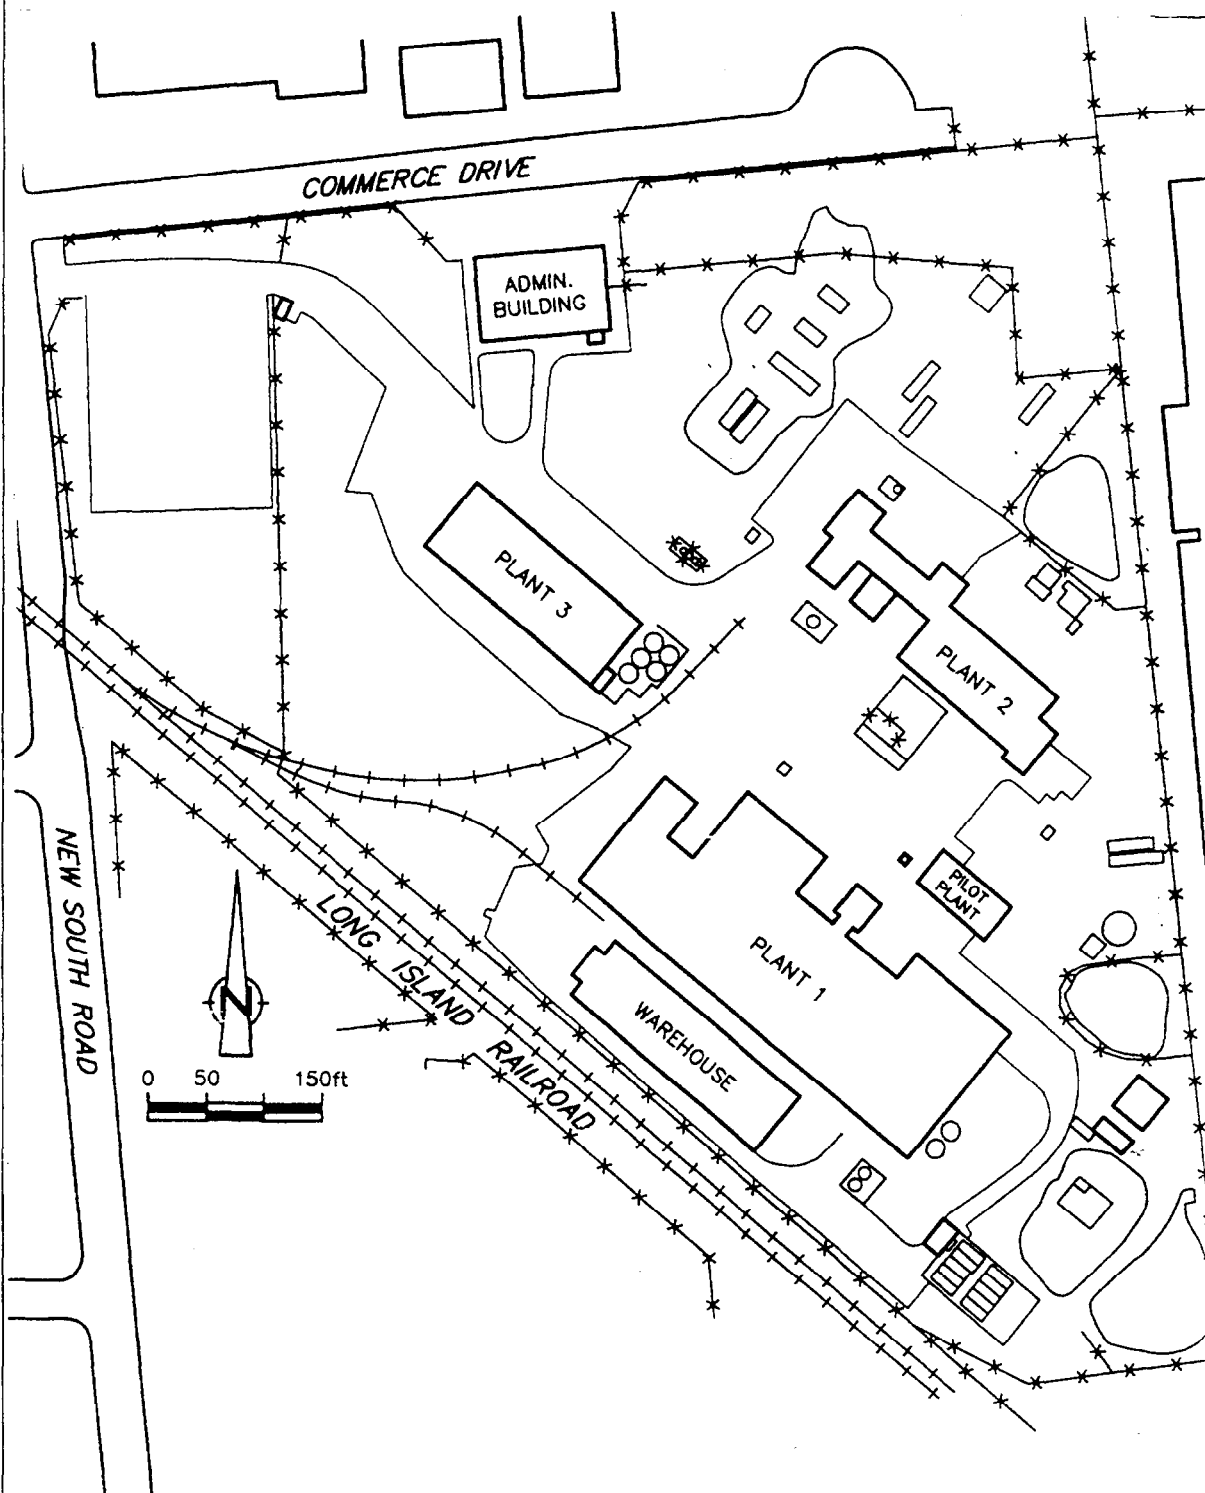 COMMERCE DRIVE
ADMIN.
BUILDING
PLANT 3
PLANT 2
PILOT
PLANT
PLANT 1
WAREHOUSE
NEW SOUTH ROAD
LONG ISLAND RAILROAD
N
0 50 150ft